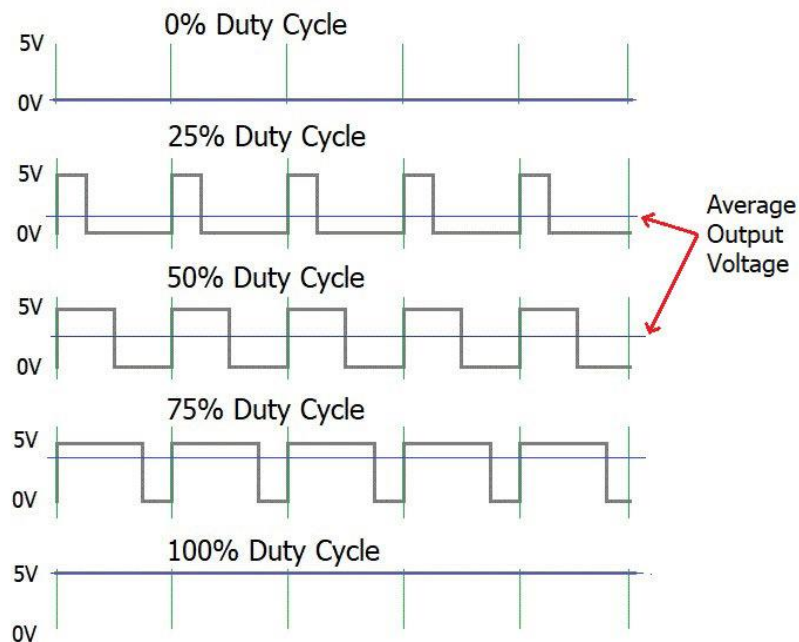 0% Duty Cycle
5V
0V
25% Duty Cycle
5V
0V
Average
Output
Voltage
50% Duty Cycle
5V
0V
75% Duty Cycle
5V
0V
100% Duty Cycle
5V
0V